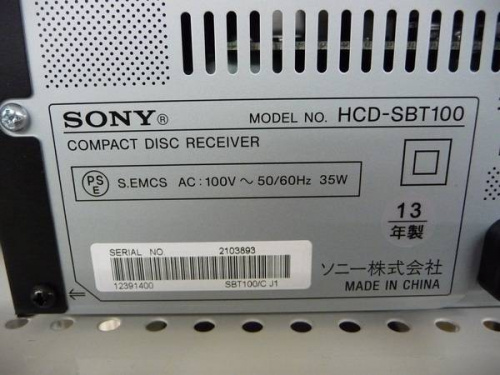 SONY® MODEL NO. HCD-SBT100
COMPACT DISC RECEIVER
PS
E
S.EMCS AC:100V ~ 50/60Hz 35W
13
年製
SERIAL NO. 2103893
12391400 SBT100/C J1
ソニー株式会社
MADE IN CHINA